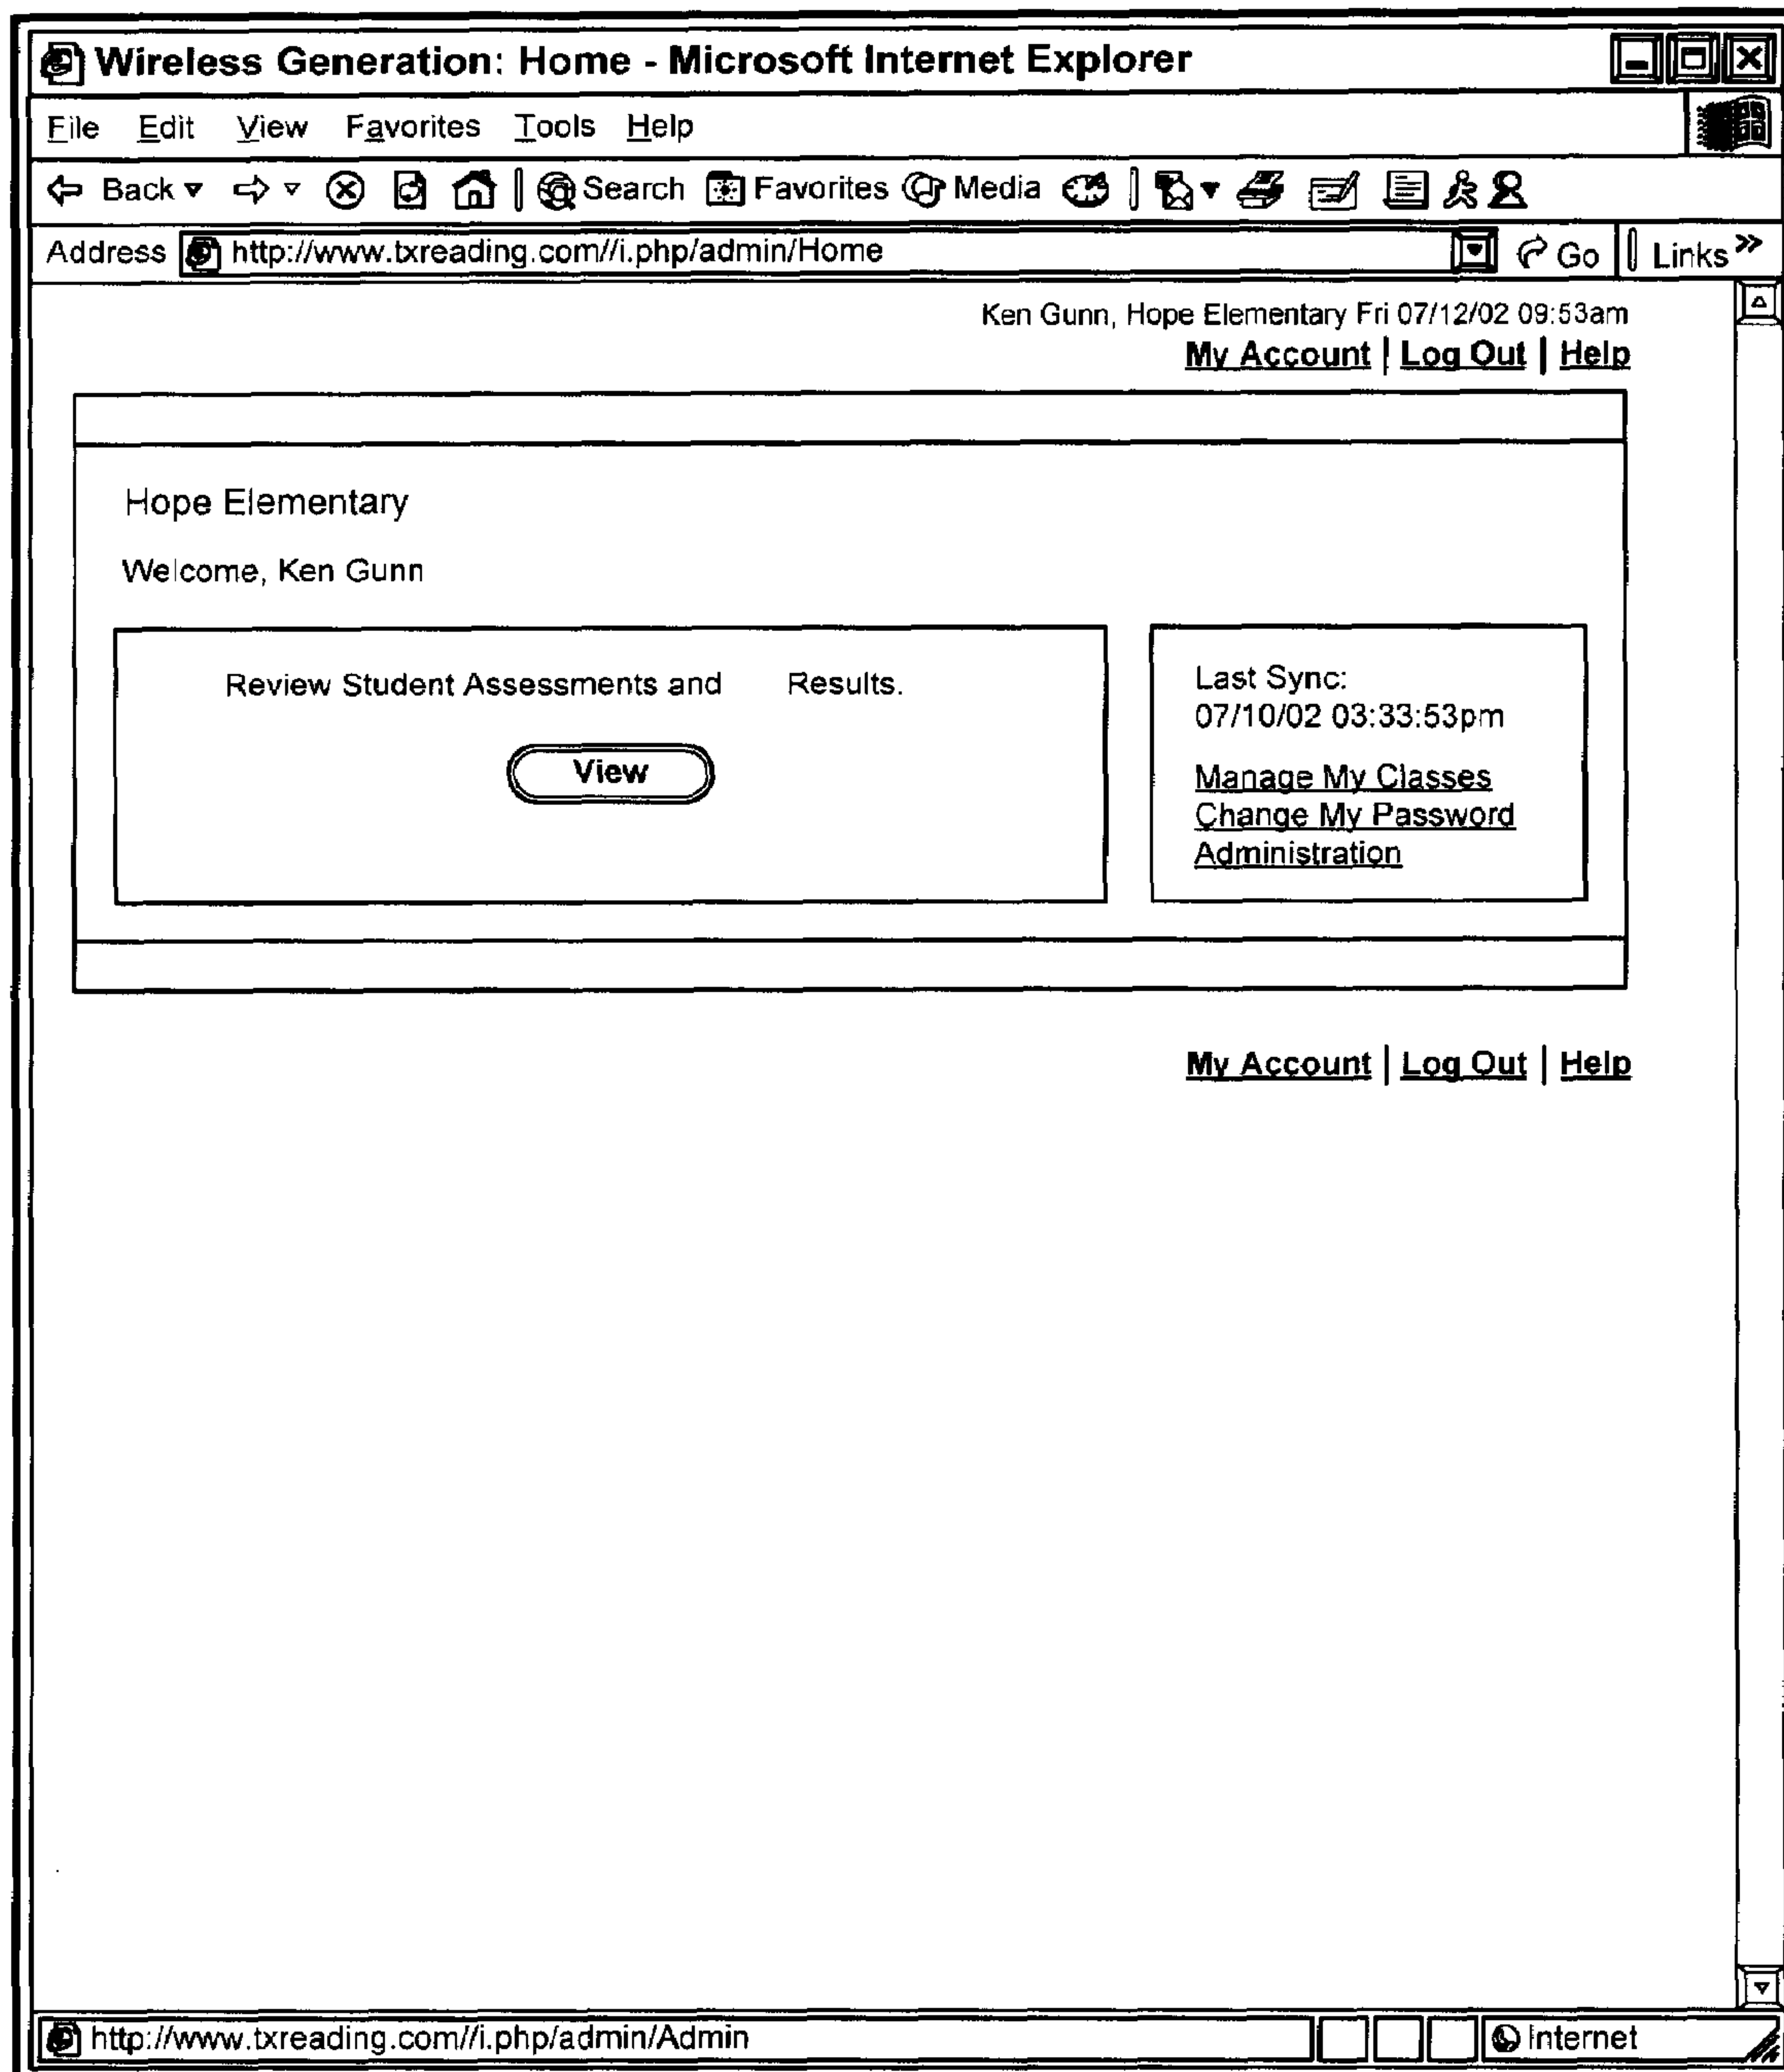 Wireless Generation: Home - Microsoft Internet Explorer
File Edit View Favorites Tools Help
Back Search Favorites Media
Address http://www.txreading.com//i.php/admin/Home Go Links »
Ken Gunn, Hope Elementary Fri 07/12/02 09:53am
My Account | Log Out | Help
Hope Elementary
Welcome, Ken Gunn
Review Student Assessments and Results.
View
Last Sync:
07/10/02 03:33:53pm
Manage My Classes
Change My Password
Administration
My Account | Log Out | Help
http://www.txreading.com//i.php/admin/Admin Internet